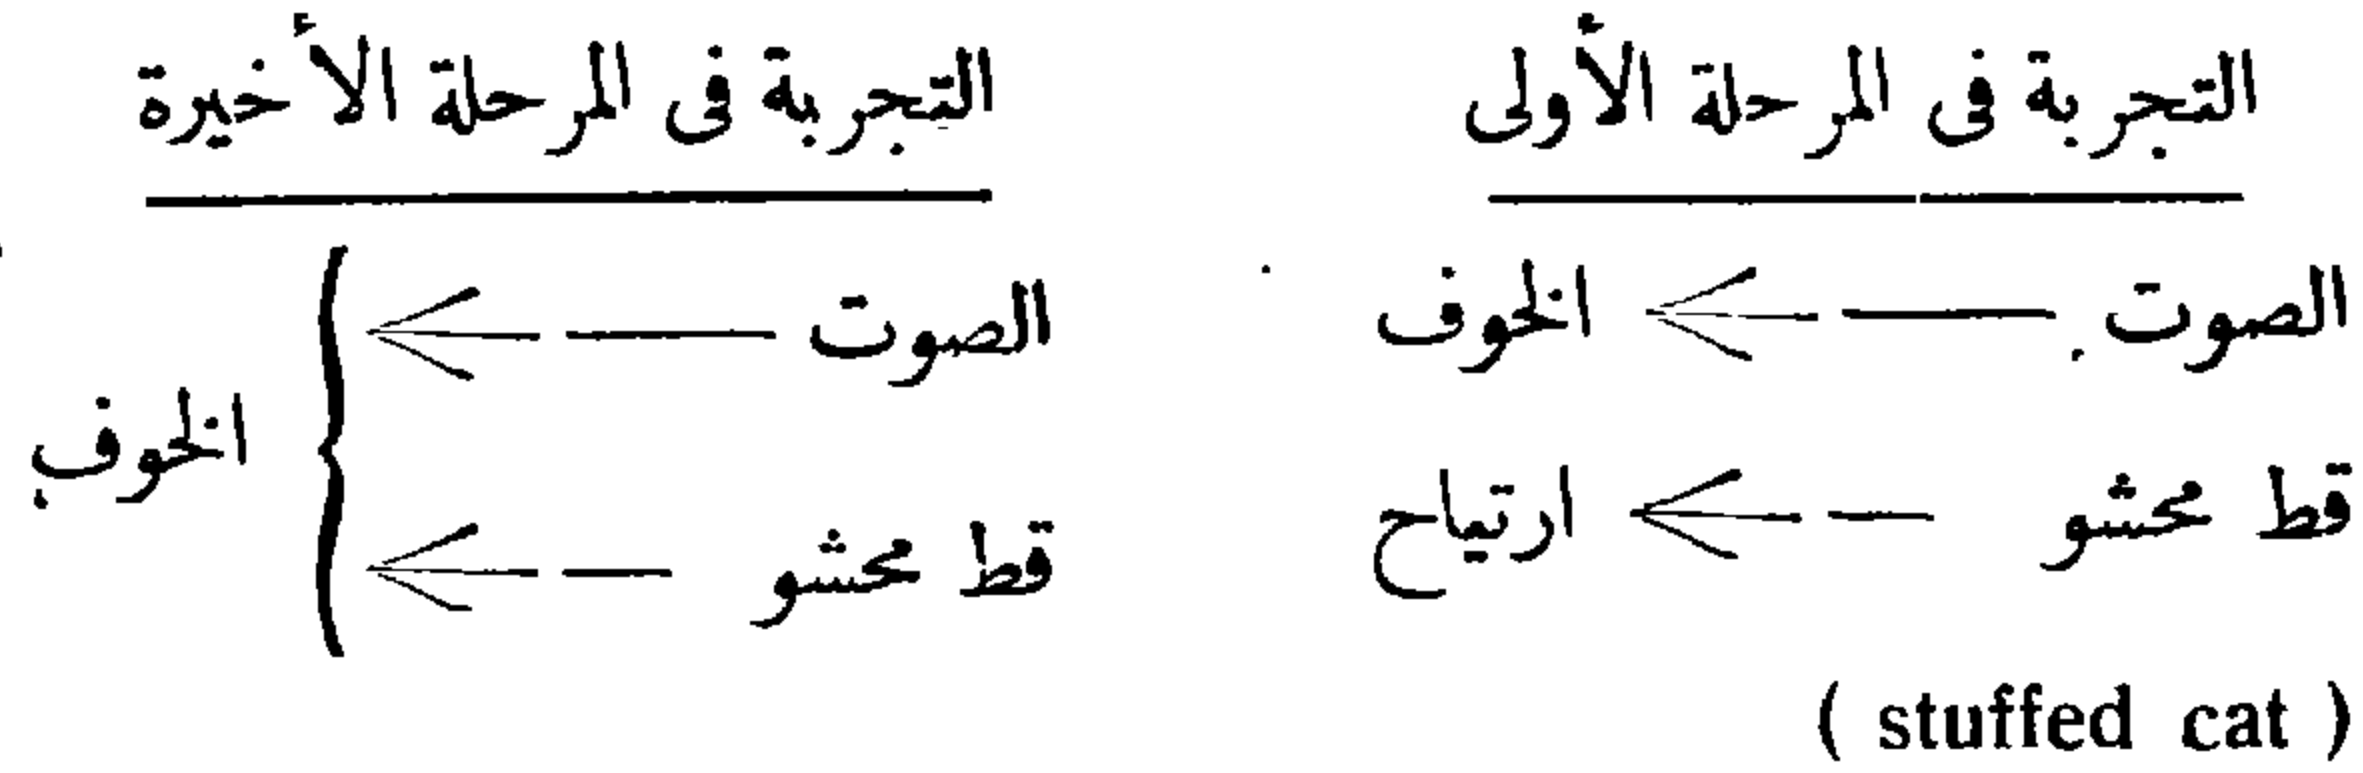 التجربة فى المرحلة الأولى
الصوت الخوف
قط محشو ارتياح
( stuffed cat )
التجربة فى المرحلة الأخيرة
الصوت
قط محشو
الخوف